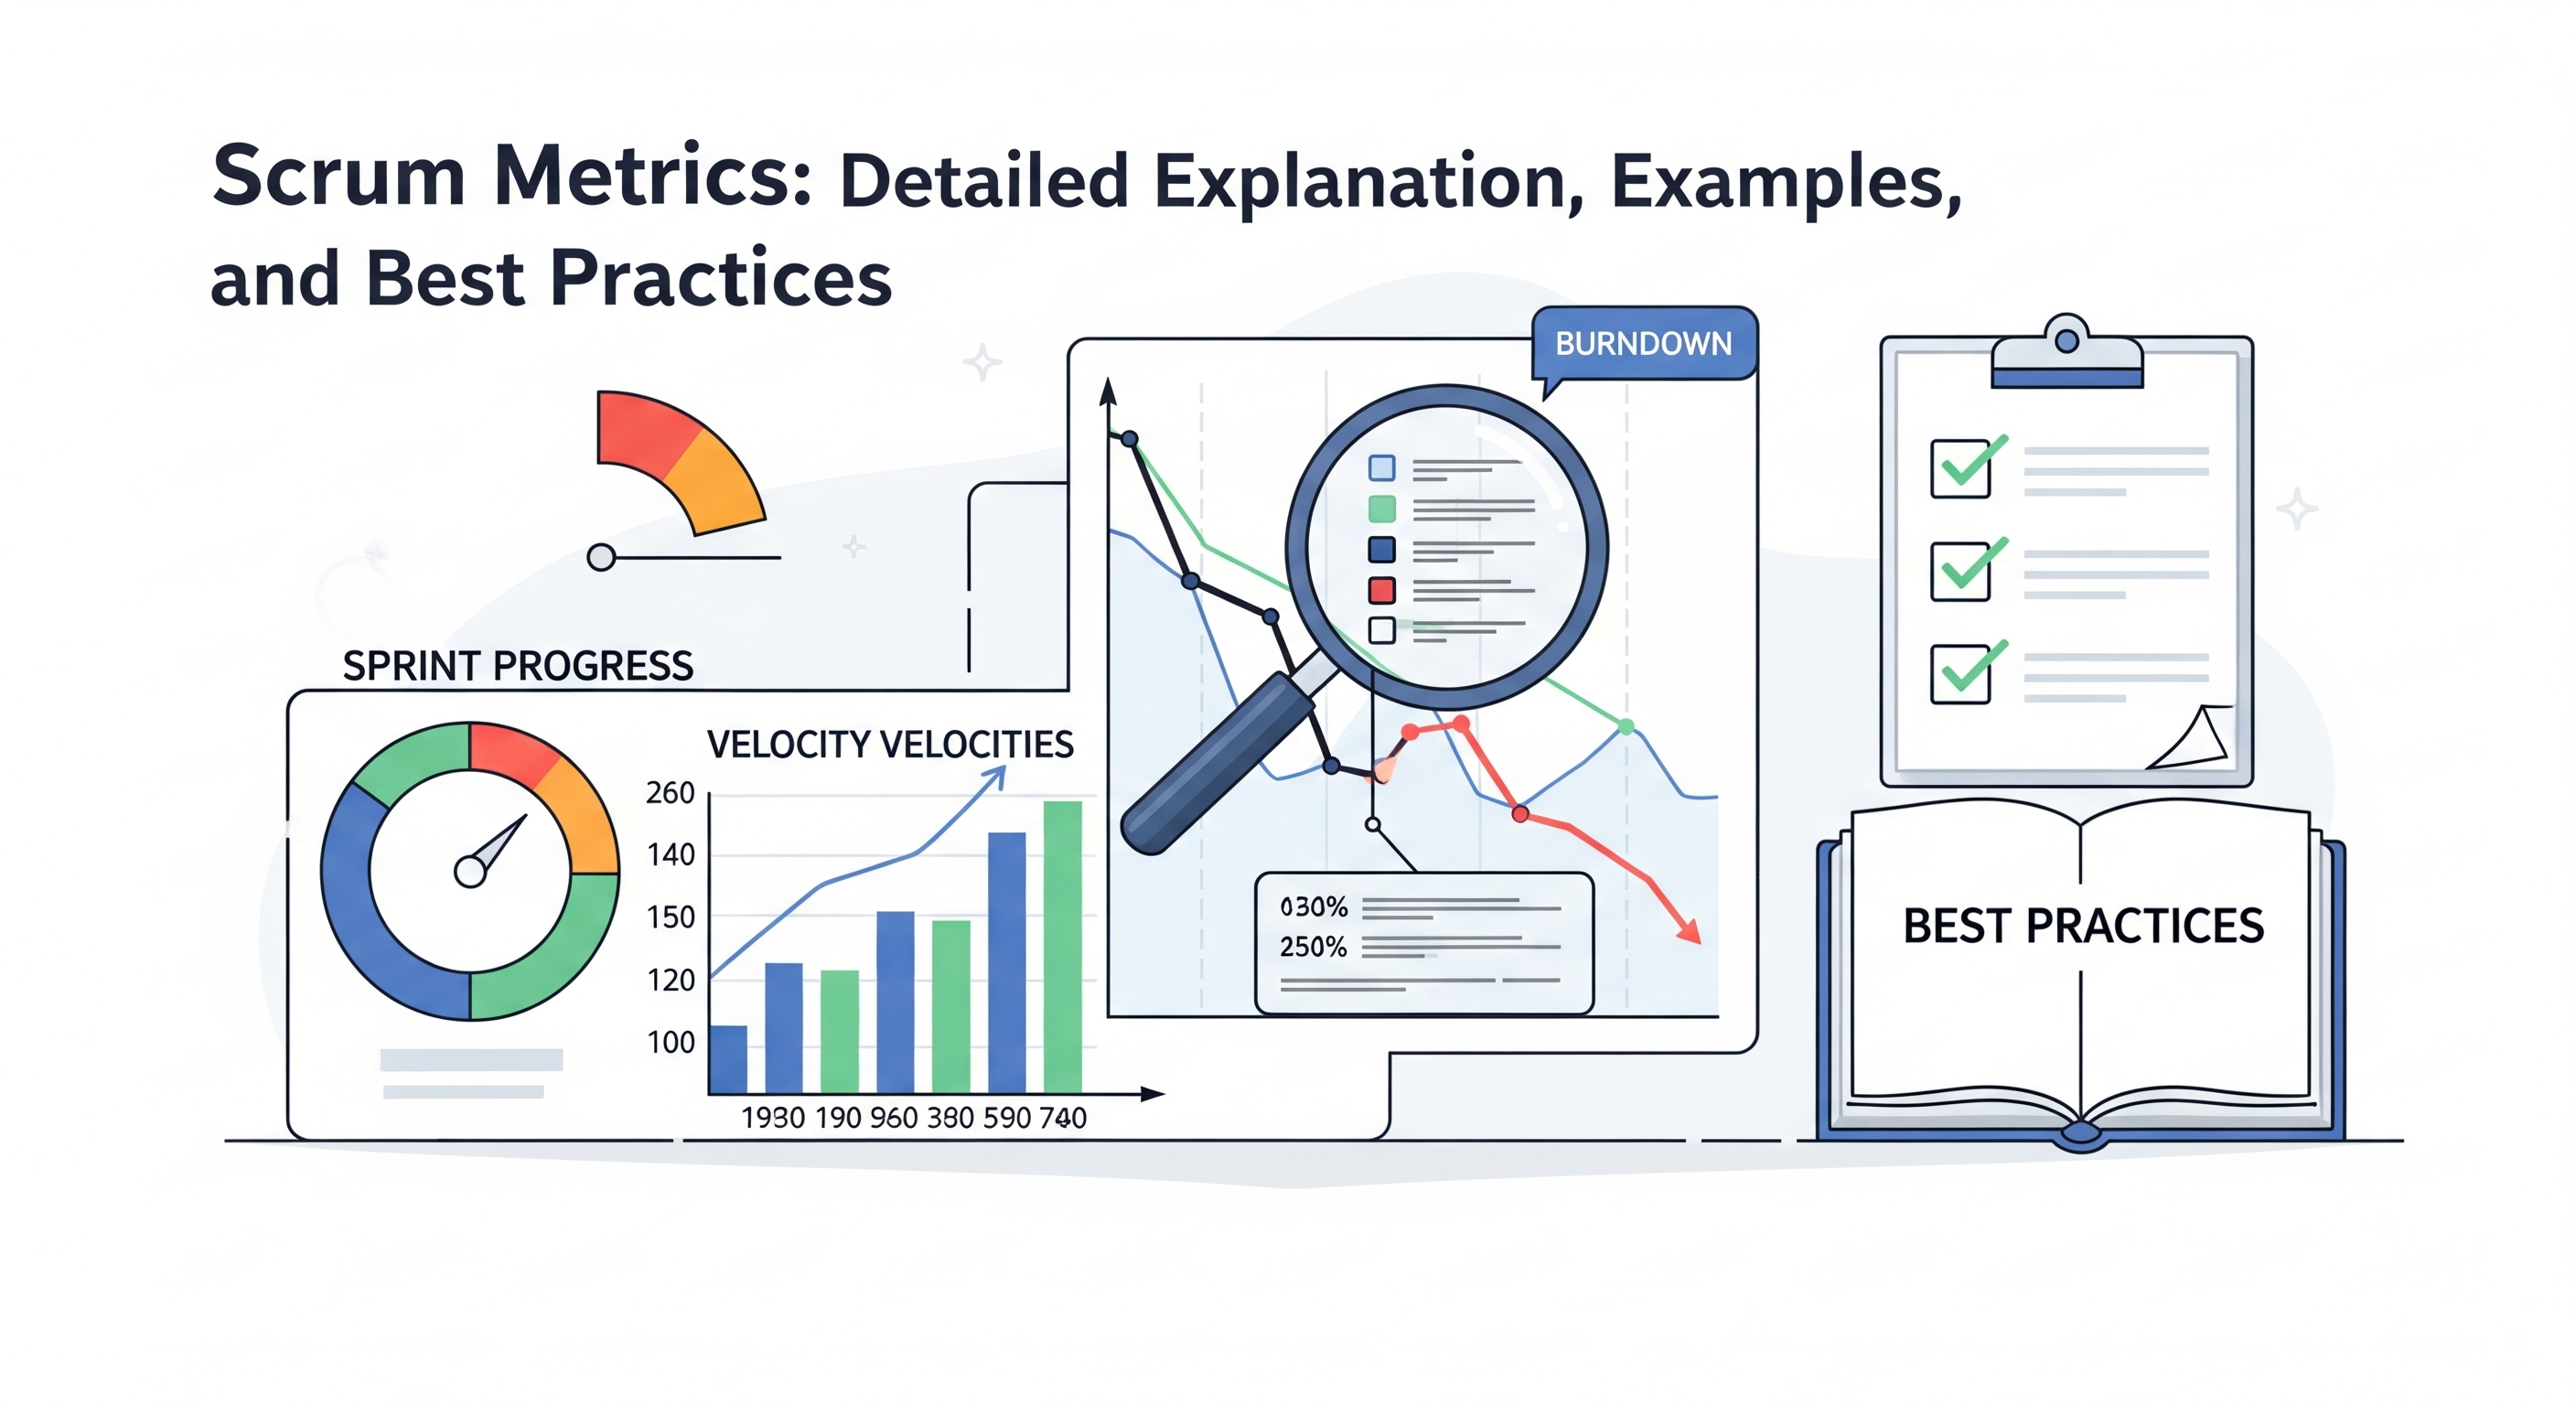 Scrum Metrics: Detailed Explanation, Examples,
and Best Practices
BURNDOWN
SPRINT PROGRESS
VELOCITY VELOCITIES
260
140
150
120
100
1930 190 960 380 590 740
030%
250%
BEST PRACTICES